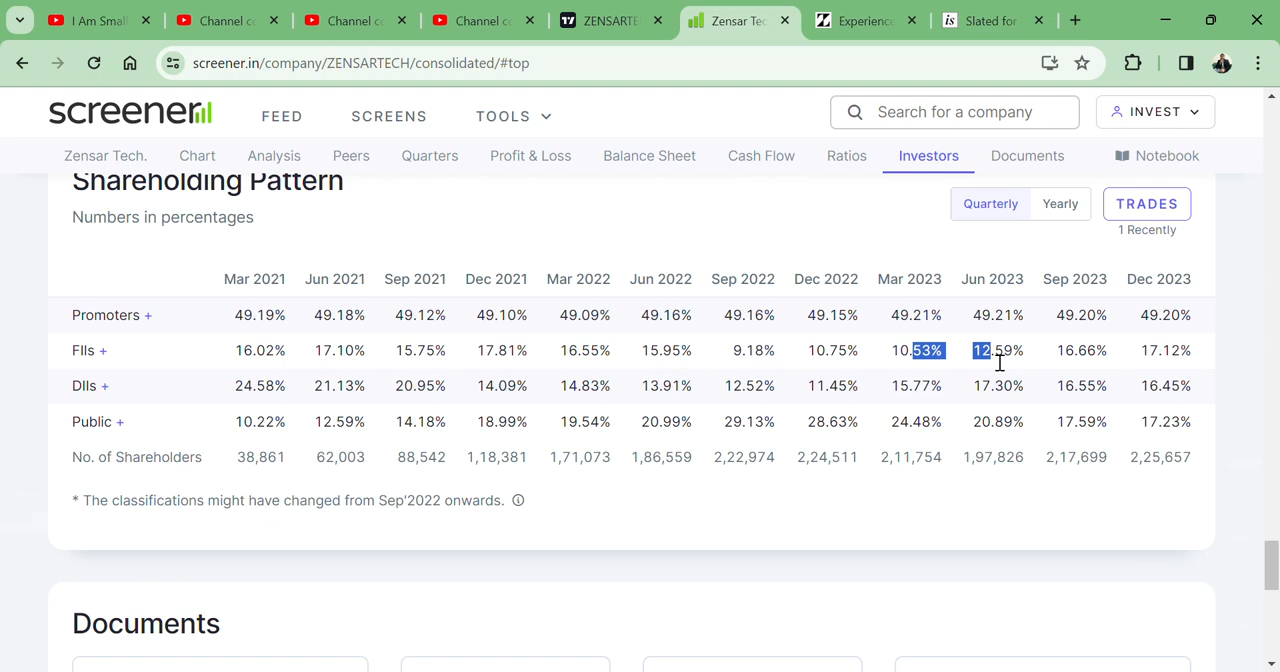 I Am Smal
Channel co
Channel co
Channel co
ZENSARTE
Zensar Tec
Experience
Slated for
screener.in/company/ZENSARTECH/consolidated/#top
screener
FEED SCREENS TOOLS
Search for a company
INVEST
Zensar Tech. Chart Analysis Peers Quarters Profit & Loss Balance Sheet Cash Flow Ratios Investors Documents Notebook
Shareholding Pattern
Numbers in percentages
Quarterly Yearly TRADES
1 Recently
Mar 2021 Jun 2021 Sep 2021 Dec 2021 Mar 2022 Jun 2022 Sep 2022 Dec 2022 Mar 2023 Jun 2023 Sep 2023 Dec 2023
Promoters + 49.19% 49.18% 49.12% 49.10% 49.09% 49.16% 49.16% 49.15% 49.21% 49.21% 49.20% 49.20%
FIIs + 16.02% 17.10% 15.75% 17.81% 16.55% 15.95% 9.18% 10.75% 10.53% 12.59% 16.66% 17.12%
DIIs + 24.58% 21.13% 20.95% 14.09% 14.83% 13.91% 12.52% 11.45% 15.77% 17.30% 16.55% 16.45%
Public + 10.22% 12.59% 14.18% 18.99% 19.54% 20.99% 29.13% 28.63% 24.48% 20.89% 17.59% 17.23%
No. of Shareholders 38,861 62,003 88,542 1,18,381 1,71,073 1,86,559 2,22,974 2,24,511 2,11,754 1,97,826 2,17,699 2,25,657
* The classifications might have changed from Sep'2022 onwards.
Documents